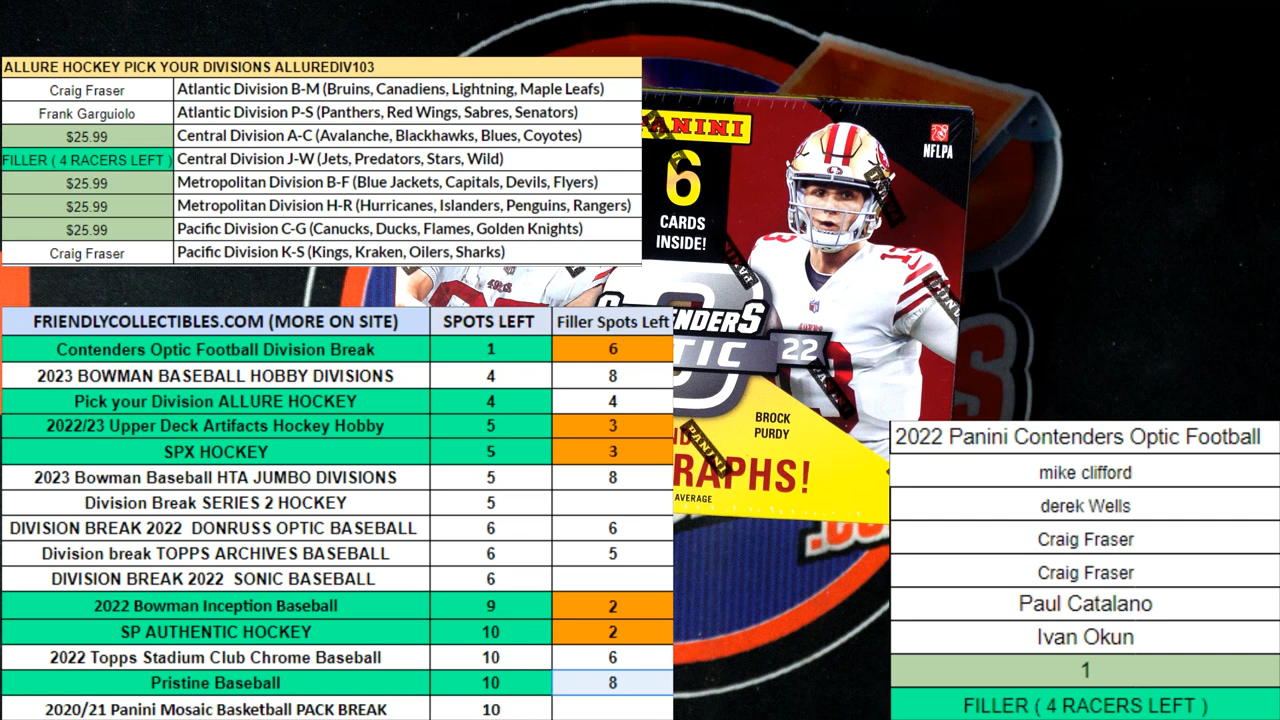 ALLURE HOCKEY PICK YOUR DIVISIONS ALLUREDIV103
Craig Fraser Atlantic Division B-M (Bruins, Canadiens, Lightning, Maple Leafs)
Frank Garguiolo Atlantic Division P-S (Panthers, Red Wings, Sabres, Senators)
$25.99 Central Division A-C (Avalanche, Blackhawks, Blues, Coyotes)
FILLER ( 4 RACERS LEFT ) Central Division J-W (Jets, Predators, Stars, Wild)
$25.99 Metropolitan Division B-F (Blue Jackets, Capitals, Devils, Flyers)
$25.99 Metropolitan Division H-R (Hurricanes, Islanders, Penguins, Rangers)
$25.99 Pacific Division C-G (Canucks, Ducks, Flames, Golden Knights)
Craig Fraser Pacific Division K-S (Kings, Kraken, Oilers, Sharks)
PANINI
NFLPA
6
CARDS
INSIDE!
22
BROCK
PURDY
RAPHS!
AVERAGE
FRIENDLYCOLLECTIBLES.COM (MORE ON SITE) SPOTS LEFT Filler Spots Left
Contenders Optic Football Division Break 1 6
2023 BOWMAN BASEBALL HOBBY DIVISIONS 4 8
Pick your Division ALLURE HOCKEY 4 4
2022/23 Upper Deck Artifacts Hockey Hobby 5 3
SPX HOCKEY 5 3
2023 Bowman Baseball HTA JUMBO DIVISIONS 5 8
Division Break SERIES 2 HOCKEY 5
DIVISION BREAK 2022 DONRUSS OPTIC BASEBALL 6 6
Division break TOPPS ARCHIVES BASEBALL 6 5
DIVISION BREAK 2022 SONIC BASEBALL 6
2022 Bowman Inception Baseball 9 2
SP AUTHENTIC HOCKEY 10 2
2022 Topps Stadium Club Chrome Baseball 10 6
Pristine Baseball 10 8
2020/21 Panini Mosaic Basketball PACK BREAK 10
2022 Panini Contenders Optic Football
mike clifford
derek Wells
Craig Fraser
Craig Fraser
Paul Catalano
Ivan Okun
1
FILLER ( 4 RACERS LEFT )